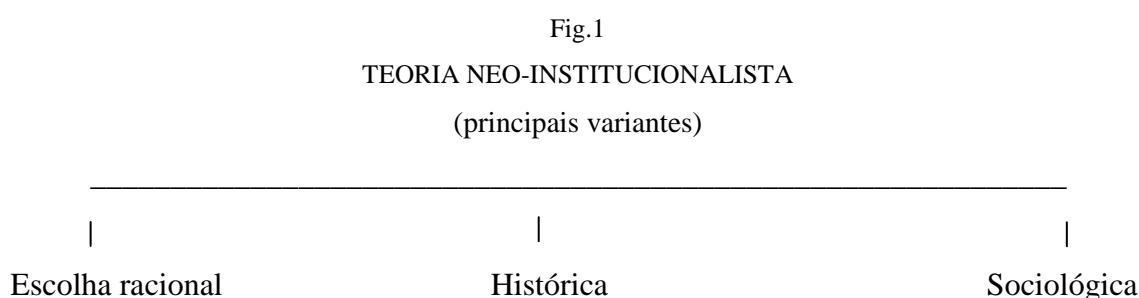 Fig.1
TEORIA NEO-INSTITUCIONALISTA
(principais variantes)
Escolha racional Histórica Sociológica